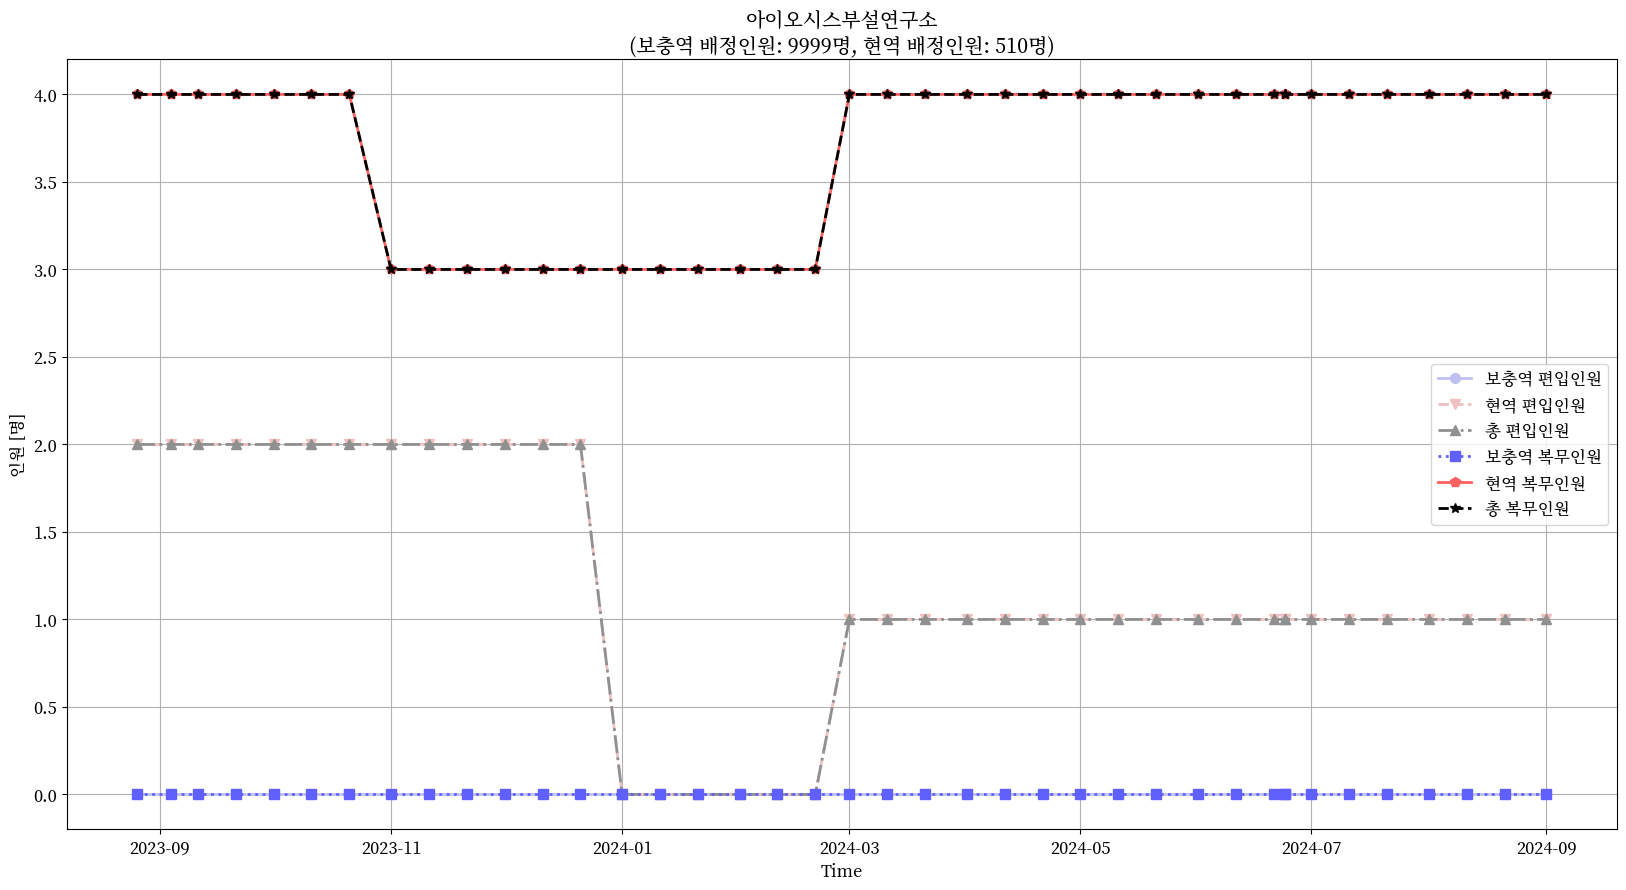 아이오시스부설연구소
(보충역 배정인원: 9999명, 현역 배정인원: 510명)
인원 [명]
4.0
3.5
3.0
2.5
2.0
1.5
1.0
0.5
0.0
보충역 편입인원
현역 편입인원
총 편입인원
보충역 복무인원
현역 복무인원
총 복무인원
2023-09 2023-11 2024-01 2024-03 2024-05 2024-07 2024-09
Time